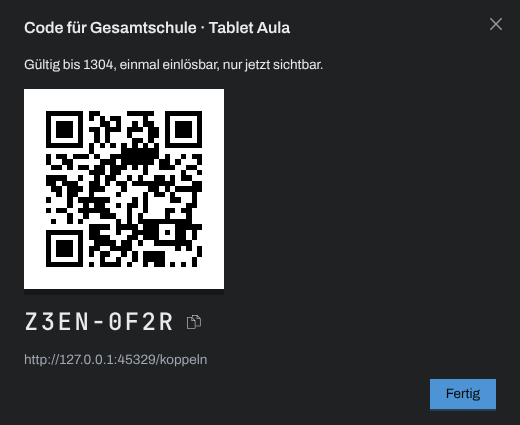 Code für Gesamtschule · Tablet Aula
Gültig bis 1304, einmal einlösbar, nur jetzt sichtbar.
Z3EN-0F2R
http://127.0.0.1:45329/koppeln
Fertig